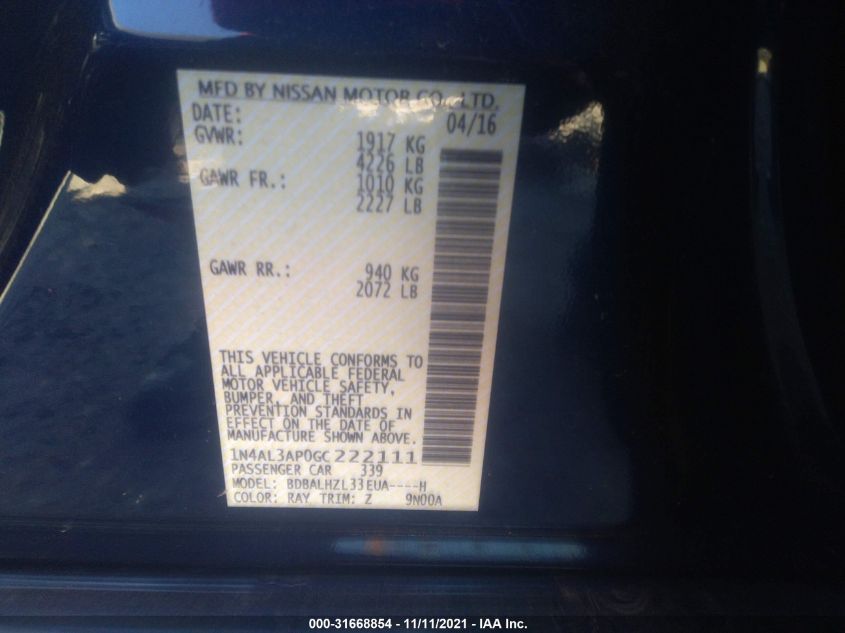 MFD BY NISSAN MOTOR CO., LTD.
DATE: 04/16
GVWR: 1917 KG
4226 LB
GAWR FR.: 1010 KG
2227 LB
GAWR RR.: 940 KG
2072 LB
THIS VEHICLE CONFORMS TO
ALL APPLICABLE FEDERAL
MOTOR VEHICLE SAFETY,
BUMPER, AND THEFT
PREVENTION STANDARDS IN
EFFECT ON THE DATE OF
MANUFACTURE SHOWN ABOVE.
1N4AL3AP0GC222111
PASSENGER CAR 339
MODEL: BDBALHZL33EUA----H
COLOR: RAY TRIM: Z 9N00A
000-31668854 - 11/11/2021 - IAA Inc.